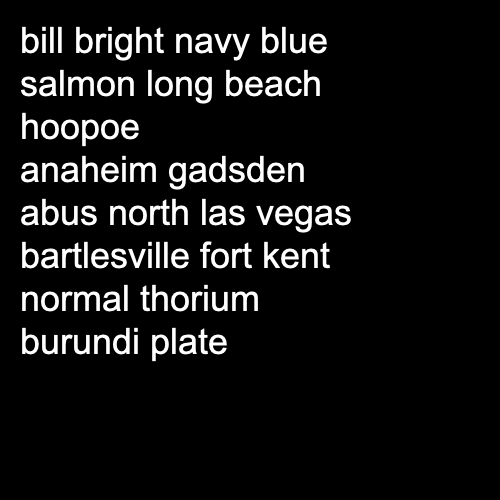 bill bright navy blue
salmon long beach
hoopoe
anaheim gadsden
abus north las vegas
bartlesville fort kent
normal thorium
burundi plate